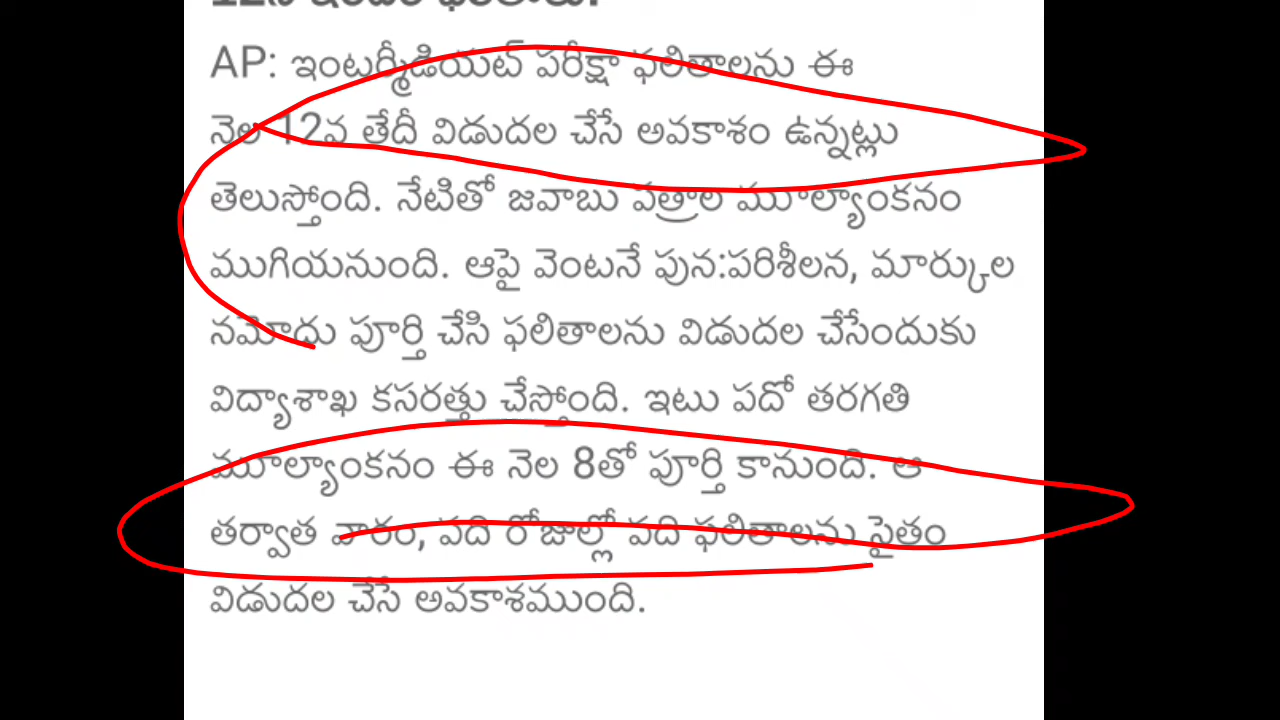 AP: ఇంటర్మీడియట్ పరీక్షా ఫలితాలను ఈ
నెల 12వ తేదీ విడుదల చేసే అవకాశం ఉన్నట్లు
తెలుస్తోంది. నేటితో జవాబు పత్రాల మూల్యాంకనం
ముగియనుంది. ఆపై వెంటనే పున:పరిశీలన, మార్కుల
నమోదు పూర్తి చేసి ఫలితాలను విడుదల చేసేందుకు
విద్యాశాఖ కసరత్తు చేస్తోంది. ఇటు పదో తరగతి
మూల్యాంకనం ఈ నెల 8తో పూర్తి కానుంది. ఆ
తర్వాత వారం, పది రోజుల్లో పది ఫలితాలను సైతం
విడుదల చేసే అవకాశముంది.